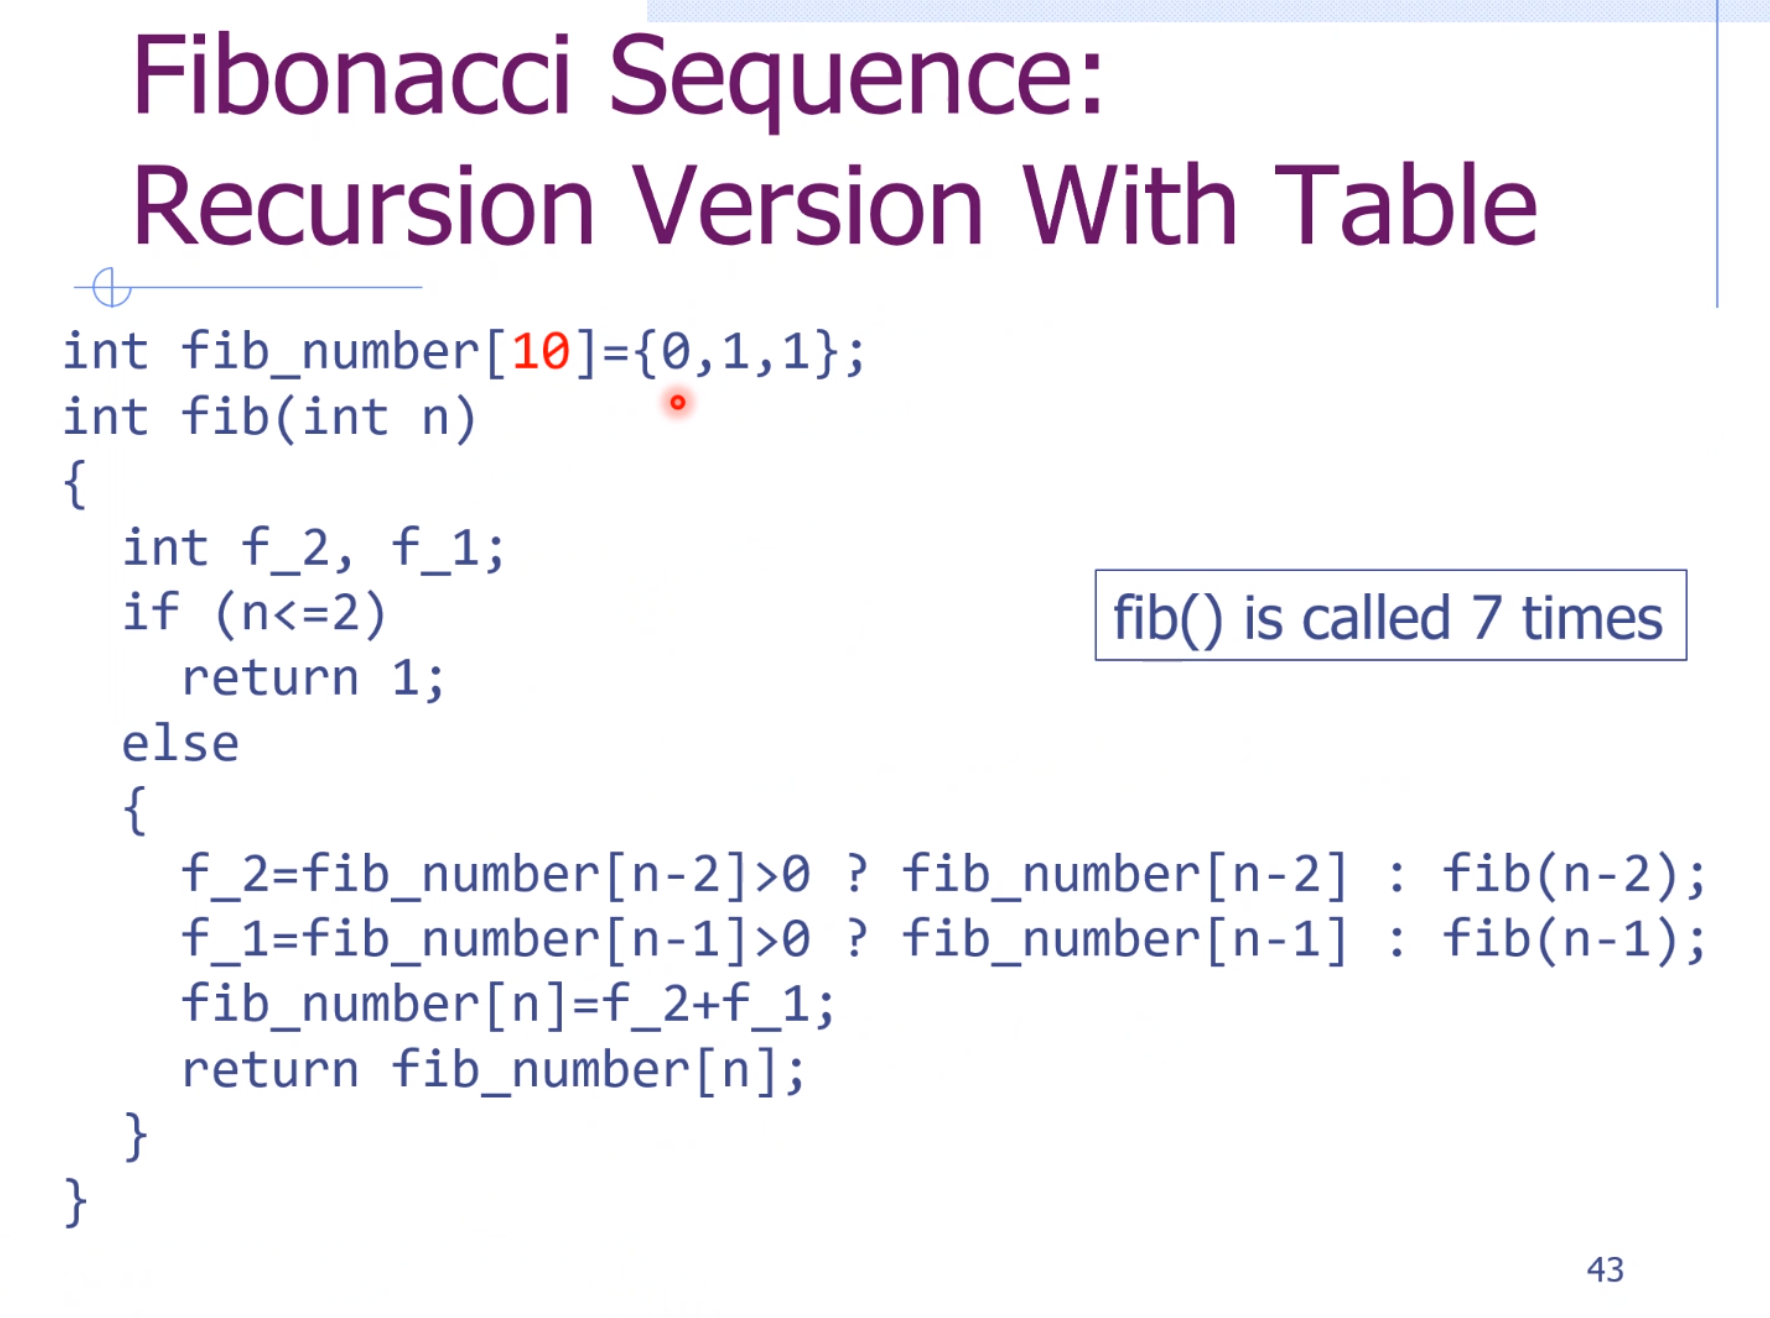 Fibonacci Sequence:
Recursion Version With Table
int fib_number[10]={0,1,1};
int fib(int n)
{
int f_2, f_1;
if (n<=2)
return 1;
else
{
f_2=fib_number[n-2]>0 ? fib_number[n-2] : fib(n-2);
f_1=fib_number[n-1]>0 ? fib_number[n-1] : fib(n-1);
fib_number[n]=f_2+f_1;
return fib_number[n];
}
}
fib() is called 7 times
43